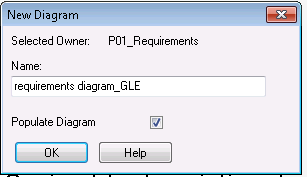 New Diagram
Selected Owner: P01_Requirements
Name:
requirements diagram_GLE
Populate Diagram
OK Help